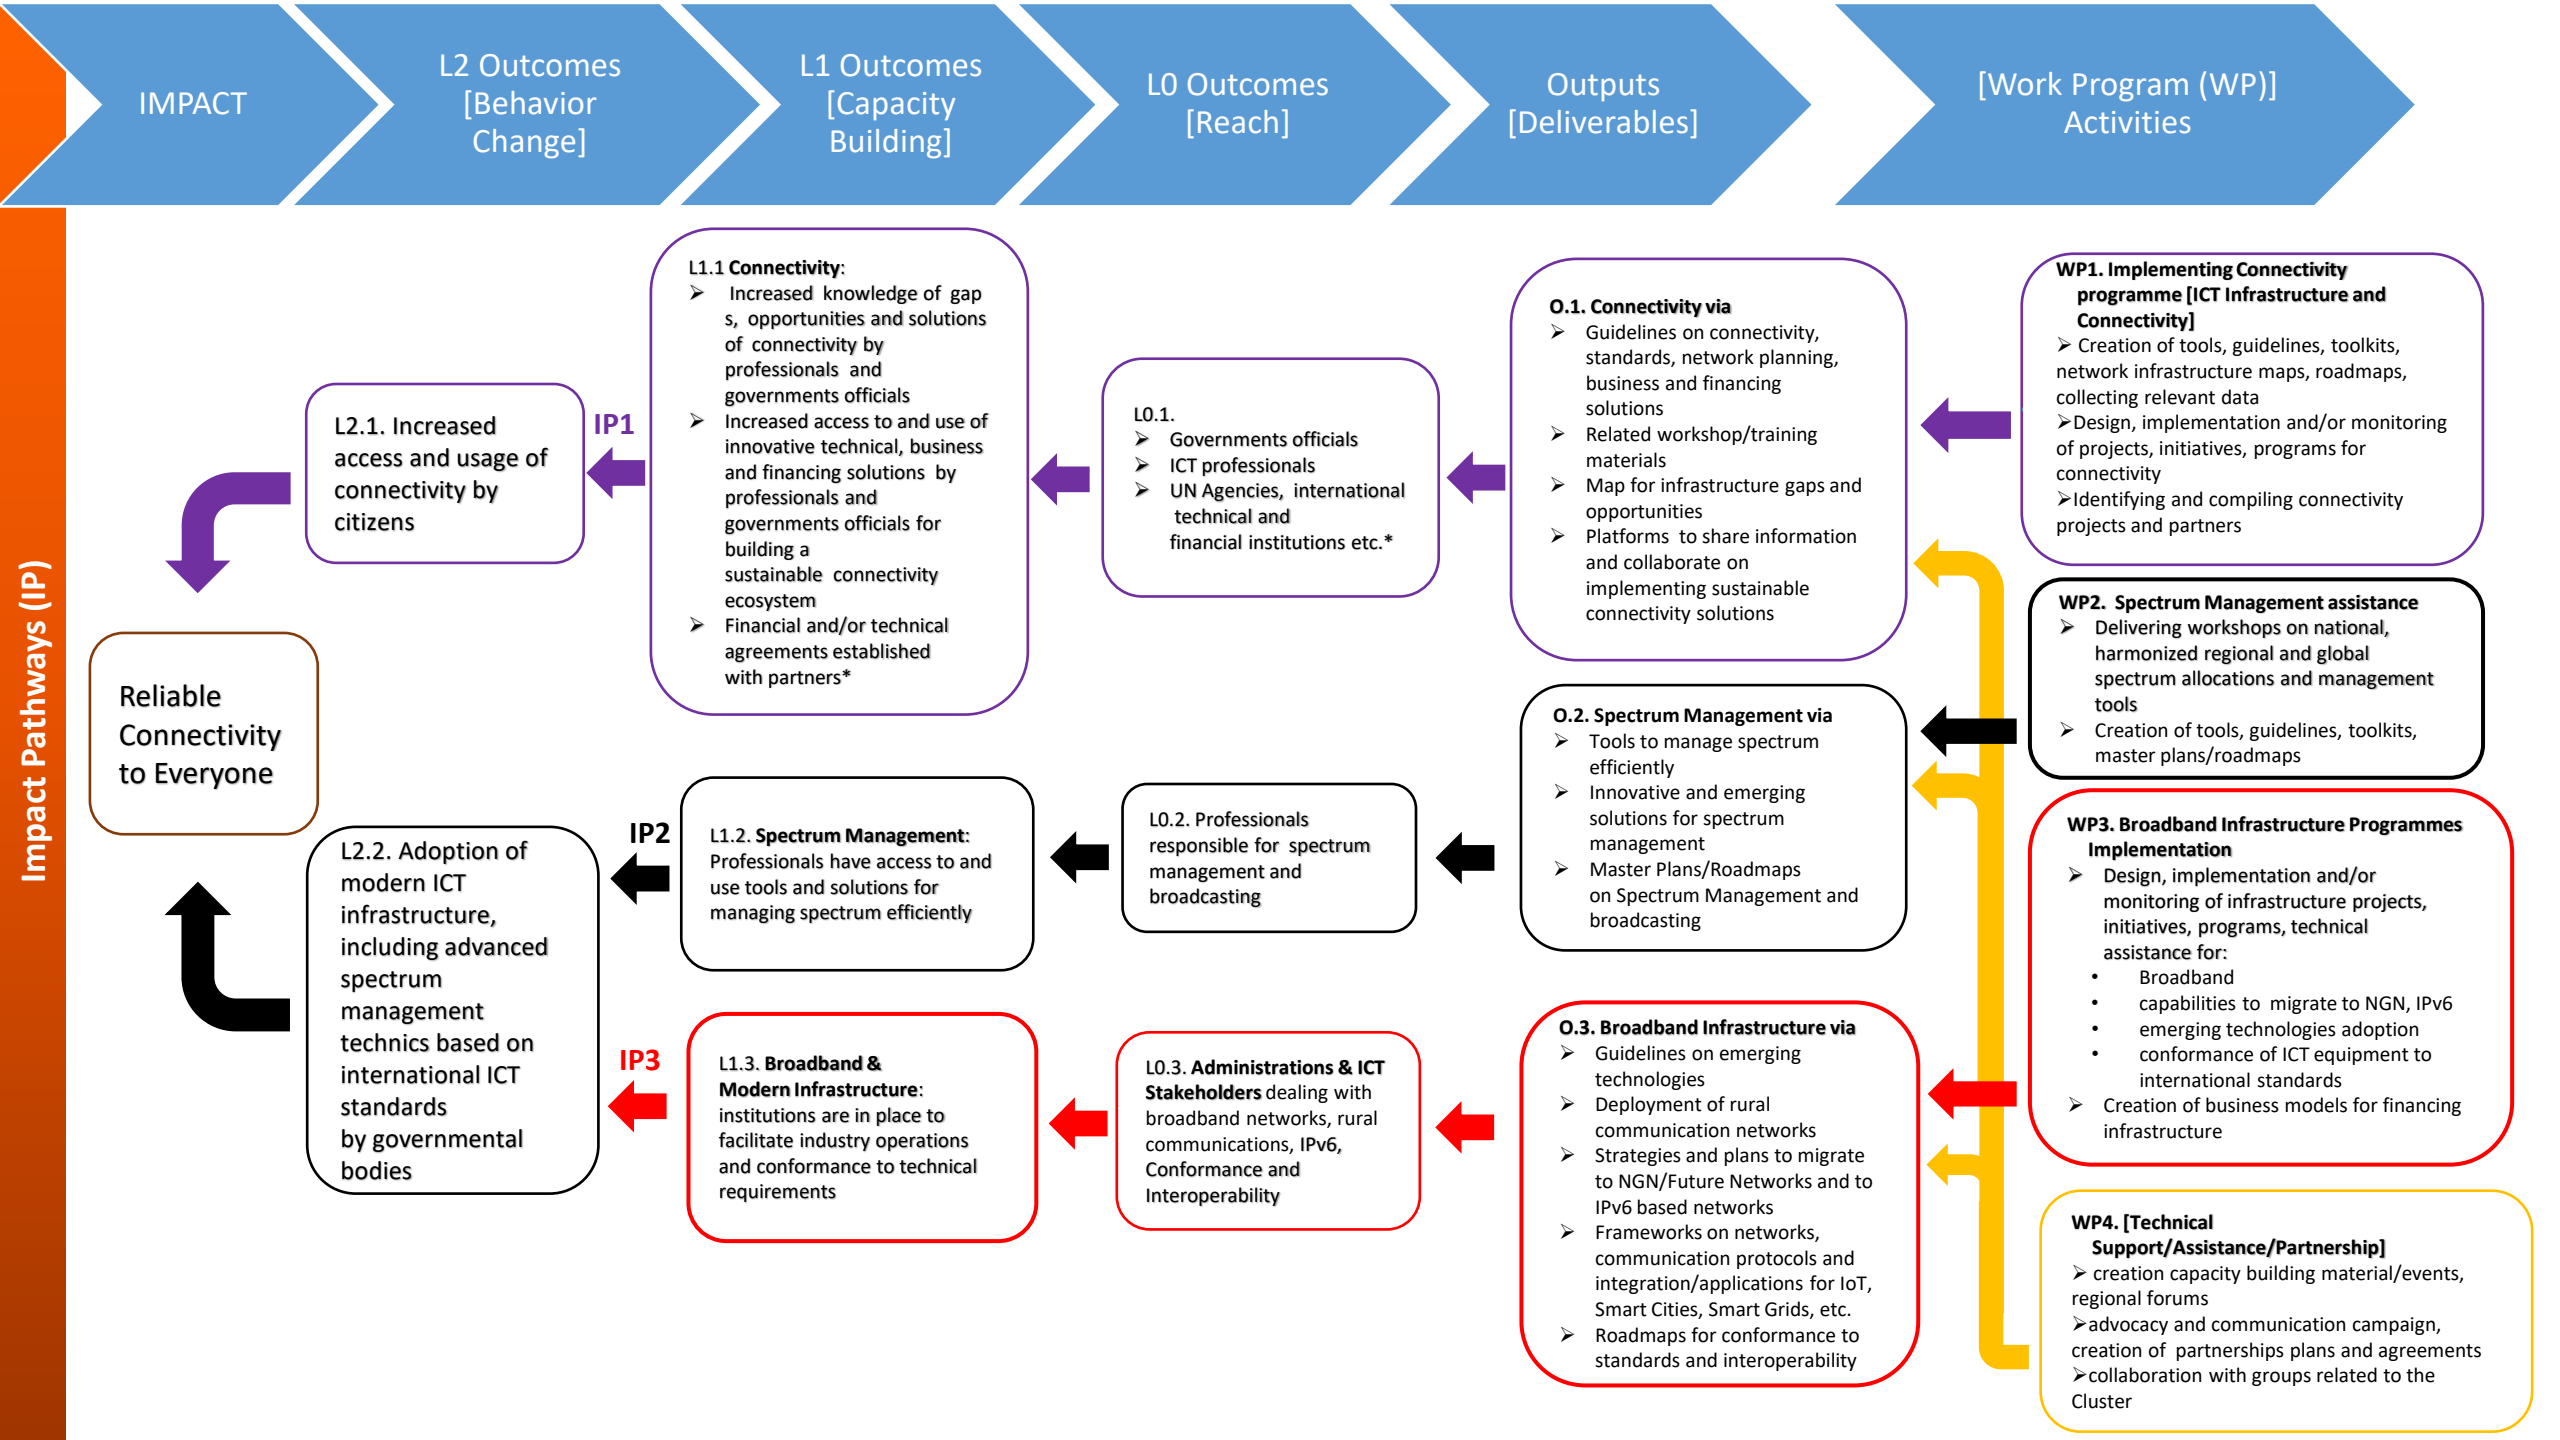 IMPACT
L2 Outcomes
[Behavior
Change]
L1 Outcomes
[Capacity
Building]
L0 Outcomes
[Reach]
Outputs
[Deliverables]
[Work Program (WP)]
Activities
Impact Pathways (IP)
Reliable
Connectivity
to Everyone
L2.1. Increased
access and usage of
connectivity by
citizens
L2.2. Adoption of
modern ICT
infrastructure,
including advanced
spectrum
management
technics based on
international ICT
standards
by governmental
bodies
IP1
IP2
IP3
L1.1 Connectivity:
➢ Increased knowledge of gap
s, opportunities and solutions
of connectivity by
professionals and
governments officials
➢ Increased access to and use of
innovative technical, business
and financing solutions by
professionals and
governments officials for
building a
sustainable connectivity
ecosystem
➢ Financial and/or technical
agreements established
with partners*
L1.2. Spectrum Management:
Professionals have access to and
use tools and solutions for
managing spectrum efficiently
L1.3. Broadband &
Modern Infrastructure:
institutions are in place to
facilitate industry operations
and conformance to technical
requirements
L0.1.
➢ Governments officials
➢ ICT professionals
➢ UN Agencies, international
technical and
financial institutions etc.*
L0.2. Professionals
responsible for spectrum
management and
broadcasting
L0.3. Administrations & ICT
Stakeholders dealing with
broadband networks, rural
communications, IPv6,
Conformance and
Interoperability
O.1. Connectivity via
➢ Guidelines on connectivity,
standards, network planning,
business and financing
solutions
➢ Related workshop/training
materials
➢ Map for infrastructure gaps and
opportunities
➢ Platforms to share information
and collaborate on
implementing sustainable
connectivity solutions
O.2. Spectrum Management via
➢ Tools to manage spectrum
efficiently
➢ Innovative and emerging
solutions for spectrum
management
➢ Master Plans/Roadmaps
on Spectrum Management and
broadcasting
O.3. Broadband Infrastructure via
➢ Guidelines on emerging
technologies
➢ Deployment of rural
communication networks
➢ Strategies and plans to migrate
to NGN/Future Networks and to
IPv6 based networks
➢ Frameworks on networks,
communication protocols and
integration/applications for IoT,
Smart Cities, Smart Grids, etc.
➢ Roadmaps for conformance to
standards and interoperability
WP1. Implementing Connectivity
programme [ICT Infrastructure and
Connectivity]
➢ Creation of tools, guidelines, toolkits,
network infrastructure maps, roadmaps,
collecting relevant data
➢Design, implementation and/or monitoring
of projects, initiatives, programs for
connectivity
➢Identifying and compiling connectivity
projects and partners
WP2. Spectrum Management assistance
➢ Delivering workshops on national,
harmonized regional and global
spectrum allocations and management
tools
➢ Creation of tools, guidelines, toolkits,
master plans/roadmaps
WP3. Broadband Infrastructure Programmes
Implementation
➢ Design, implementation and/or
monitoring of infrastructure projects,
initiatives, programs, technical
assistance for:
• Broadband
• capabilities to migrate to NGN, IPv6
• emerging technologies adoption
• conformance of ICT equipment to
international standards
➢ Creation of business models for financing
infrastructure
WP4. [Technical
Support/Assistance/Partnership]
➢ creation capacity building material/events,
regional forums
➢advocacy and communication campaign,
creation of partnerships plans and agreements
➢collaboration with groups related to the
Cluster